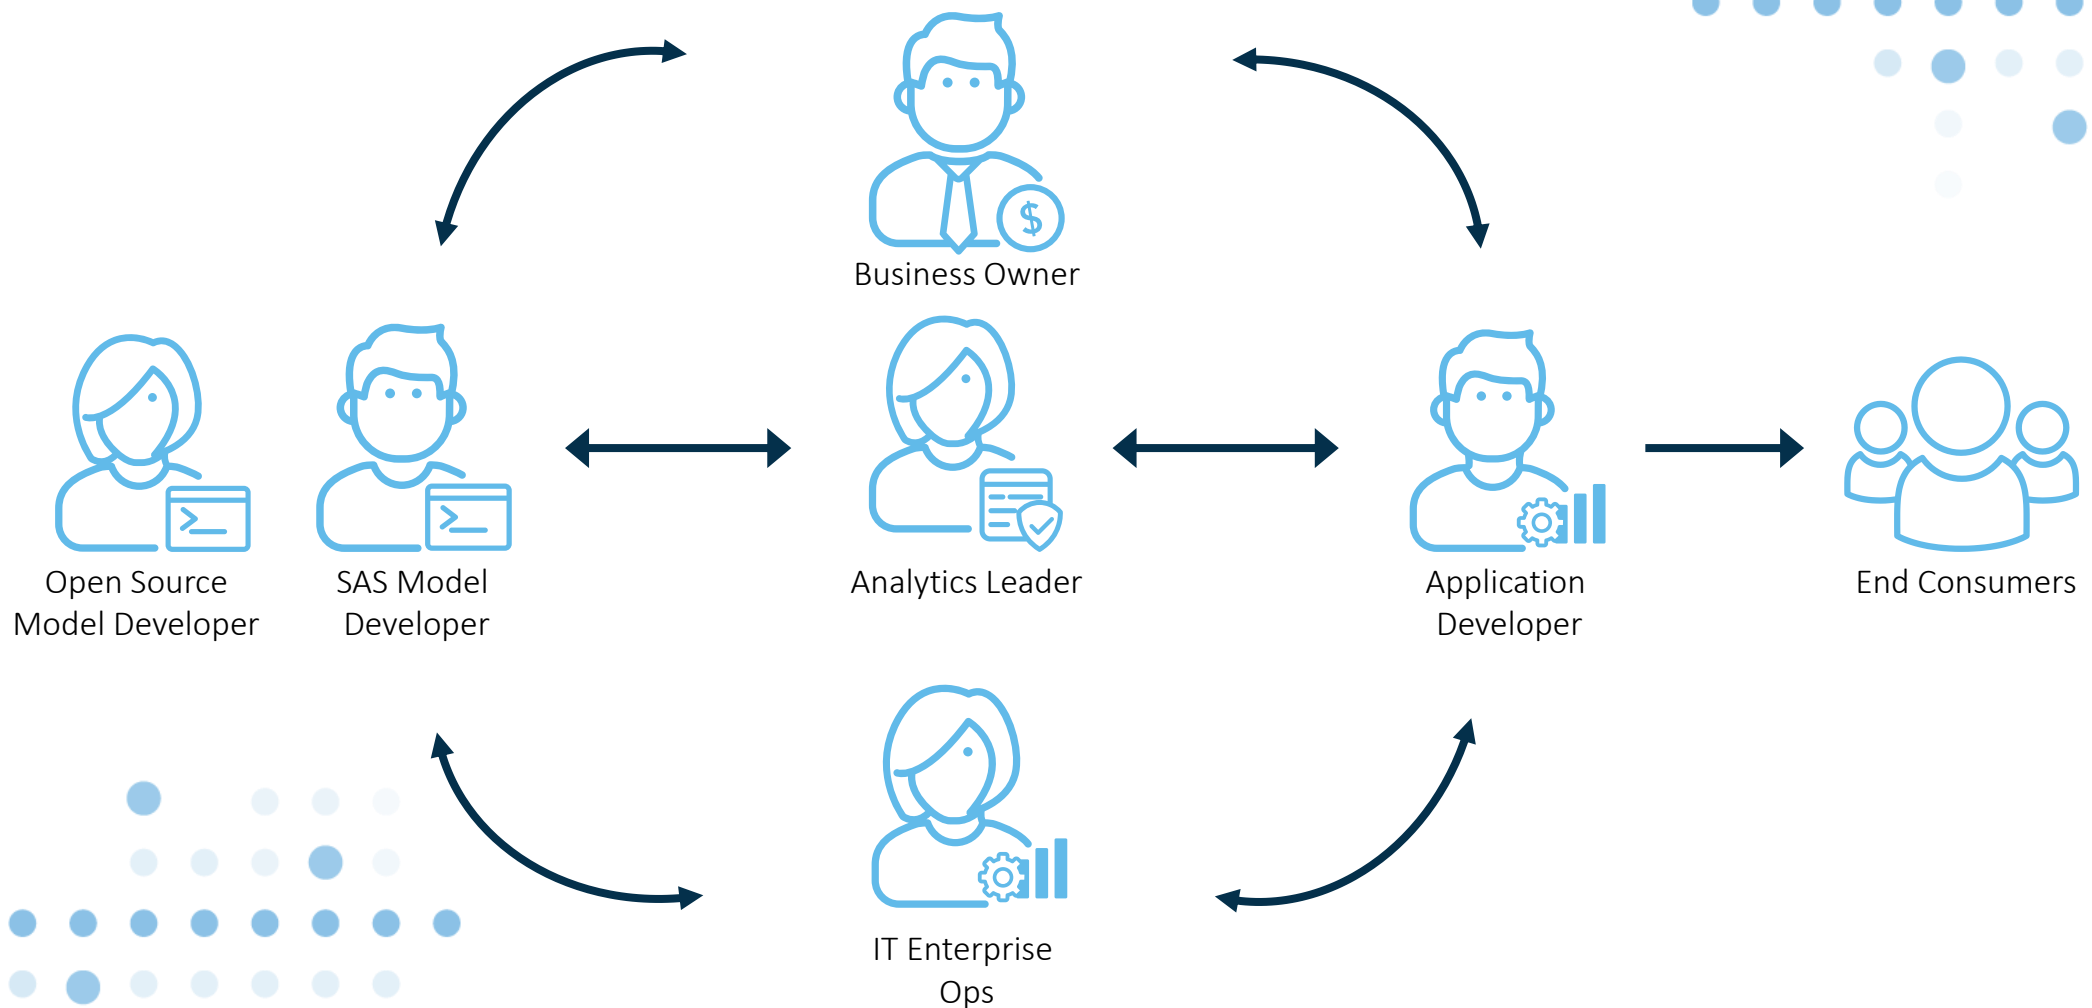 $
Business Owner
Open Source
Model Developer
SAS Model
Developer
Analytics Leader
Application
Developer
End Consumers
IT Enterprise
Ops